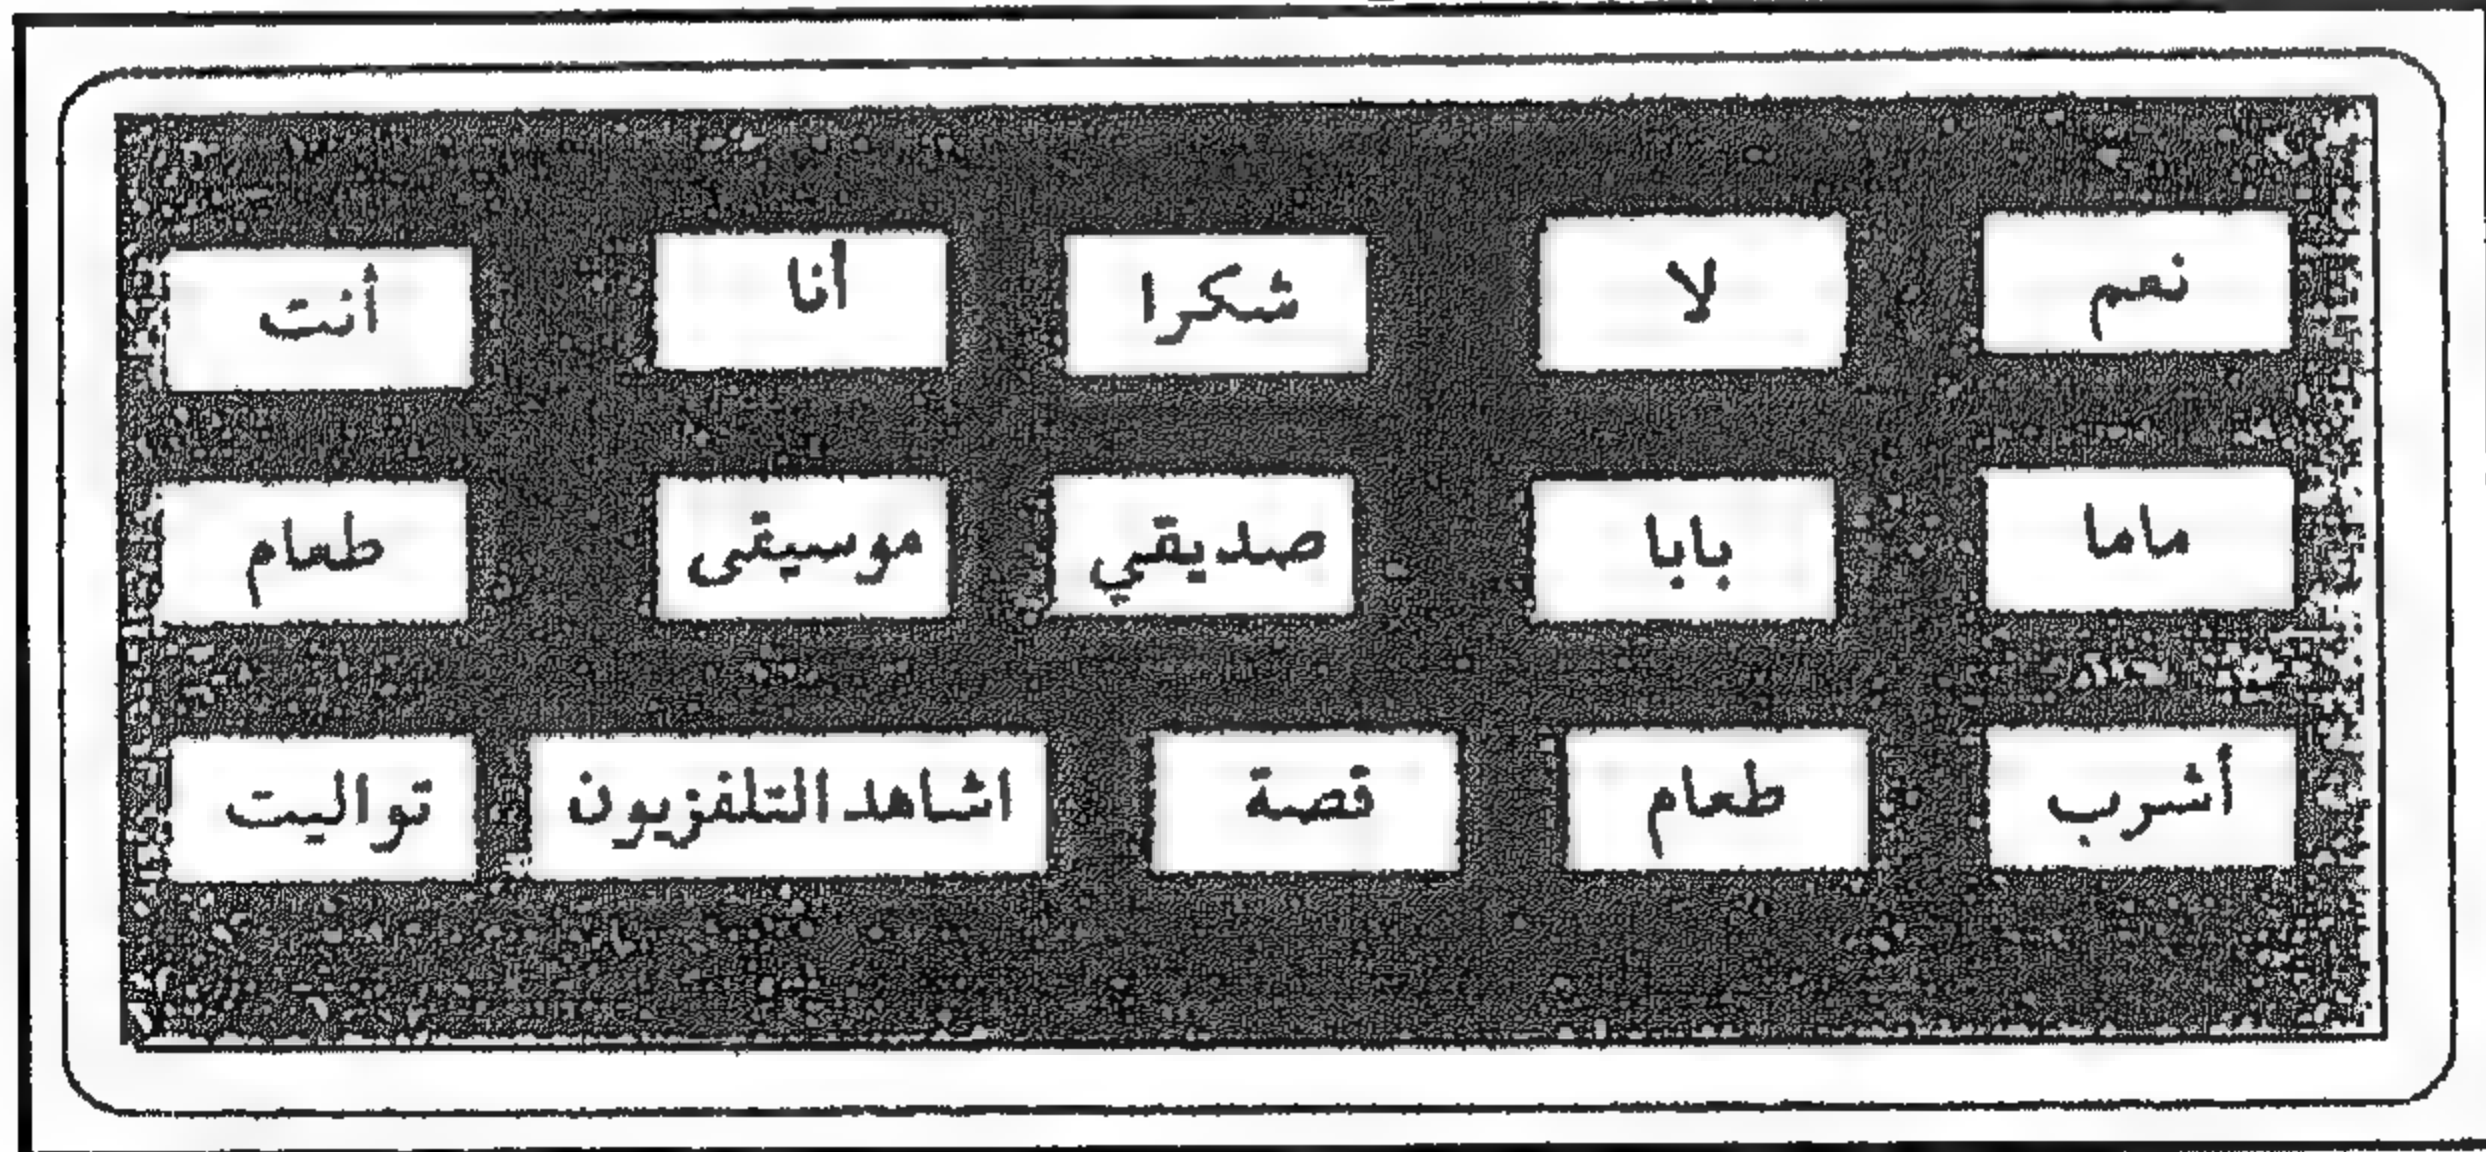 نعم لا شكرا أنا أنت
ماما بابا صديقي موسيقى طعام
أشرب طعام قصة اشاهد التلفزيون تواليت